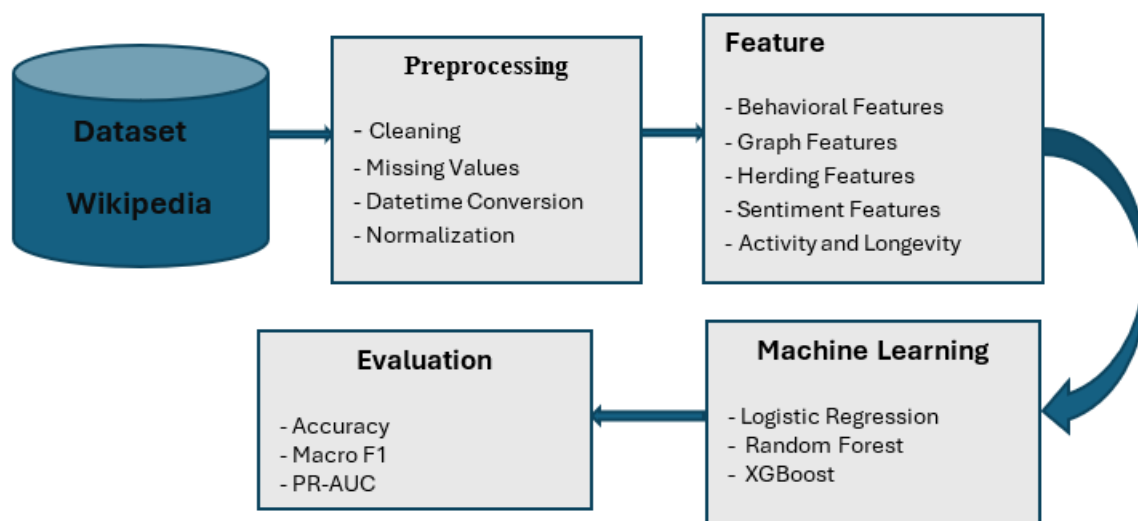 Dataset
Wikipedia
Preprocessing
- Cleaning
- Missing Values
- Datetime Conversion
- Normalization
Feature
- Behavioral Features
- Graph Features
- Herding Features
- Sentiment Features
- Activity and Longevity
Machine Learning
- Logistic Regression
- Random Forest
- XGBoost
Evaluation
- Accuracy
- Macro F1
- PR-AUC